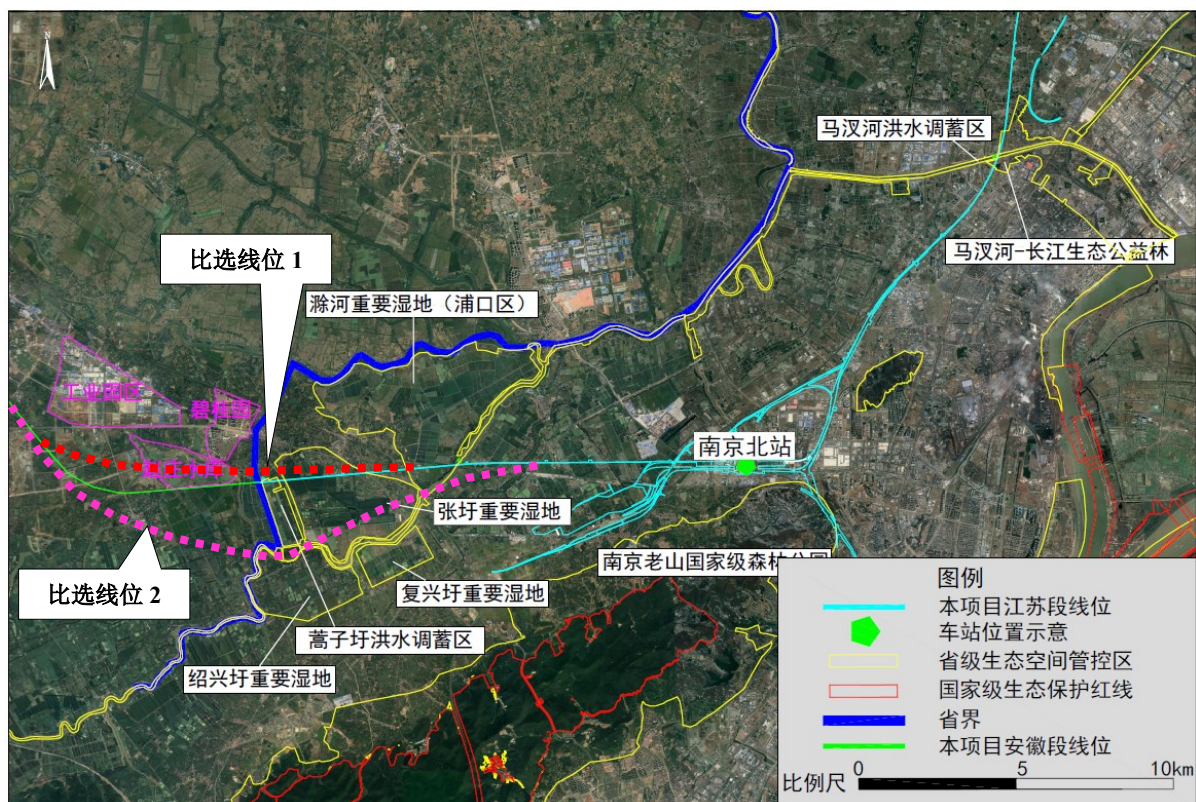 N
马汊河洪水调蓄区
比选线位 1
马汊河-长江生态公益林
滁河重要湿地（浦口区）
工业园区
碧桂园
南京北站
张圩重要湿地
南京老山国家级森林公园
比选线位 2
复兴圩重要湿地
蒿子圩洪水调蓄区
绍兴圩重要湿地
图例
本项目江苏段线位
车站位置示意
省级生态空间管控区
国家级生态保护红线
省界
本项目安徽段线位
比例尺
0 5 10km